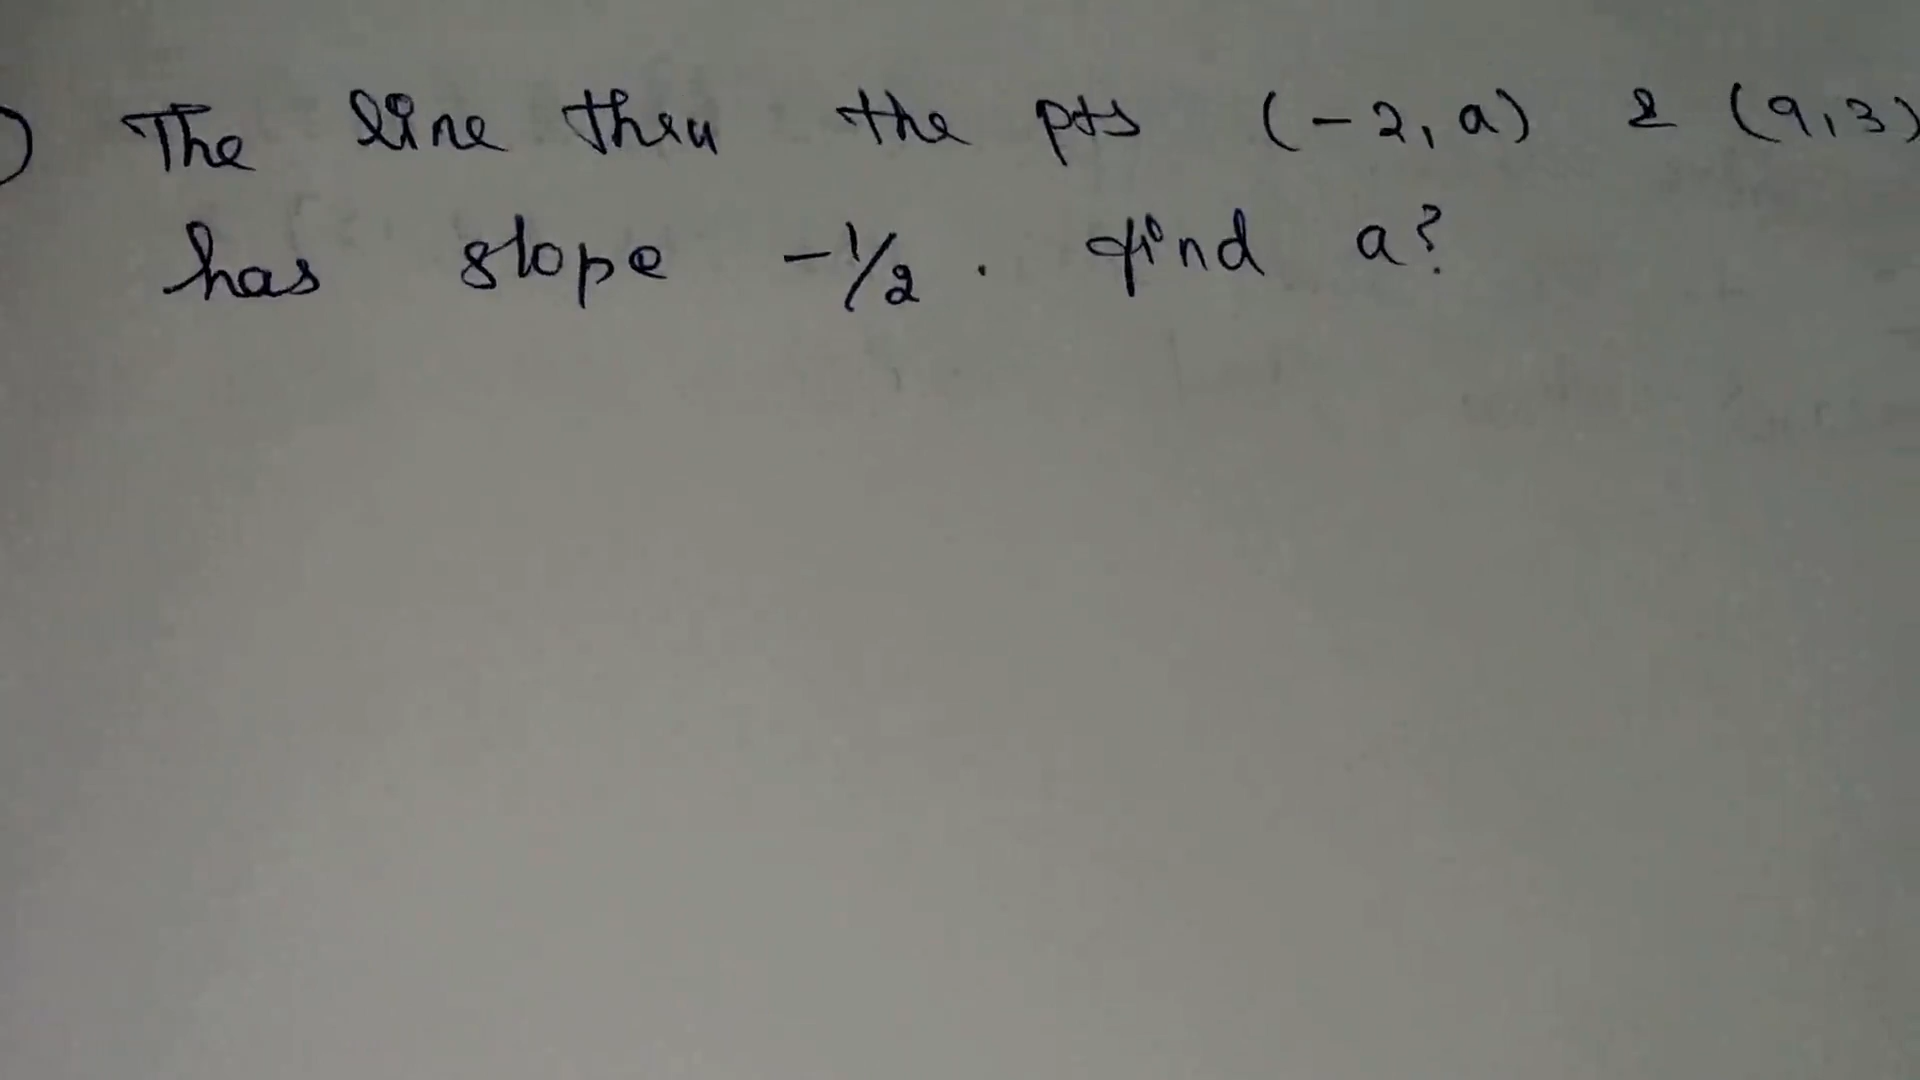 ) The line thru the pts (-2, a) & (9,3)
has slope -1/2 . find a?